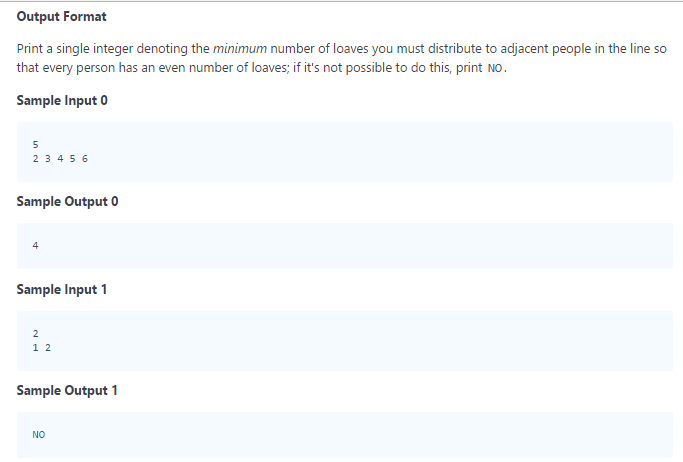 Output Format
Print a single integer denoting the minimum number of loaves you must distribute to adjacent people in the line so
that every person has an even number of loaves; if it's not possible to do this, print NO.
Sample Input 0
5
2 3 4 5 6
Sample Output 0
4
Sample Input 1
2
1 2
Sample Output 1
NO